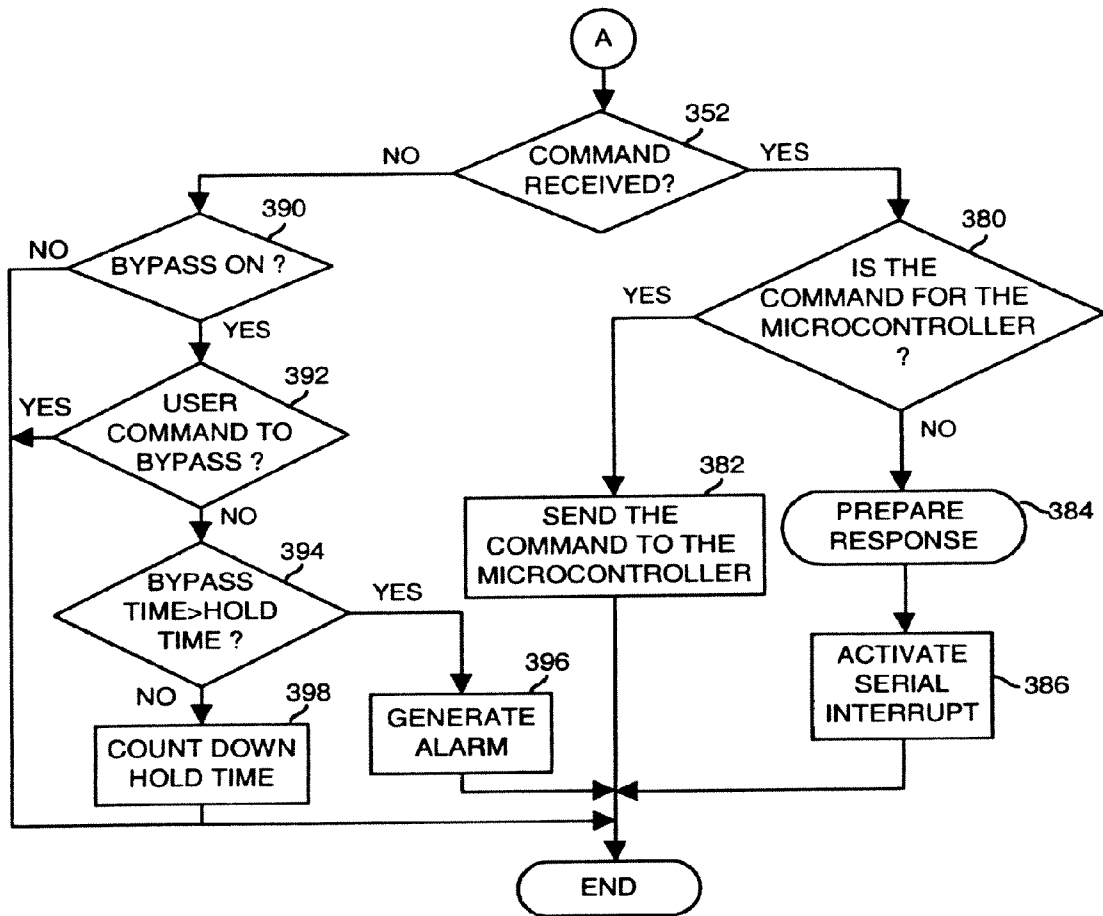 A
352
NO
COMMAND
RECEIVED?
YES
390
NO
BYPASS ON ?
YES
380
IS THE
COMMAND FOR THE
MICROCONTROLLER
?
YES
NO
392
YES
USER
COMMAND TO
BYPASS ?
NO
394
BYPASS
TIME>HOLD
TIME ?
YES
NO
382
SEND THE
COMMAND TO THE
MICROCONTROLLER
PREPARE
RESPONSE
384
398
COUNT DOWN
HOLD TIME
396
GENERATE
ALARM
ACTIVATE
SERIAL
INTERRUPT
386
END